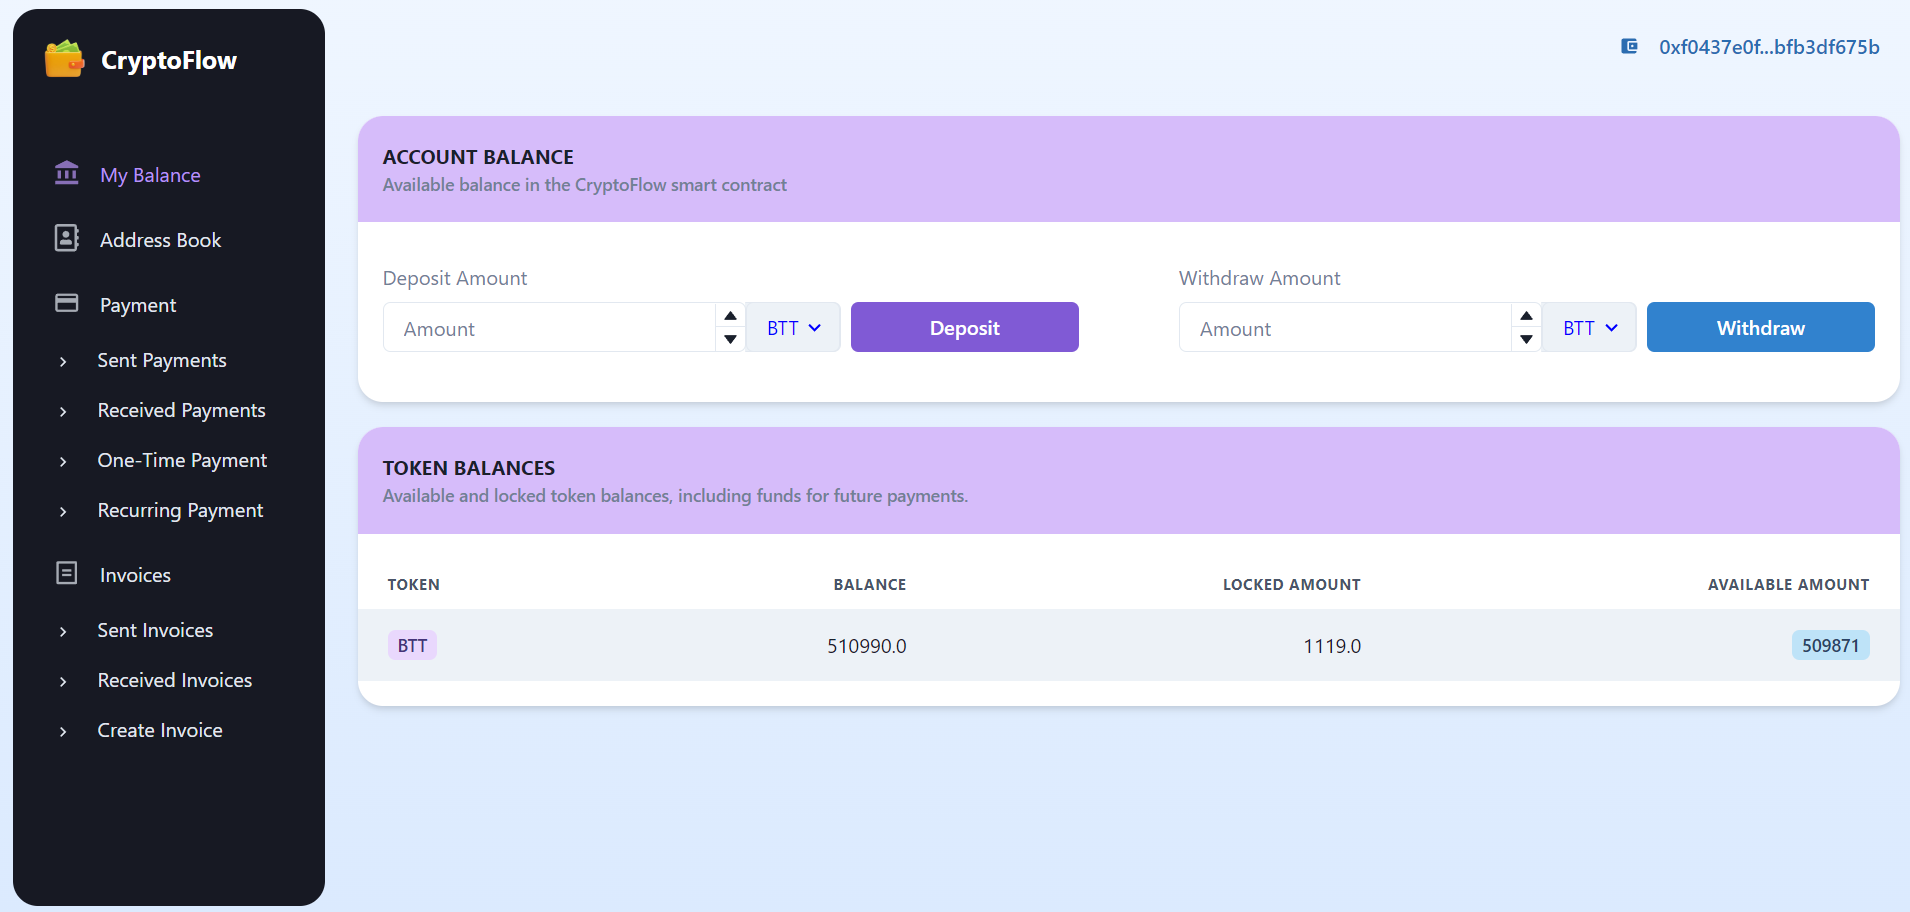 CryptoFlow
My Balance
Address Book
Payment
Sent Payments
Received Payments
One-Time Payment
Recurring Payment
Invoices
Sent Invoices
Received Invoices
Create Invoice
0xf0437e0f...bfb3df675b
ACCOUNT BALANCE
Available balance in the CryptoFlow smart contract
Deposit Amount
Amount BTT Deposit
Withdraw Amount
Amount BTT Withdraw
TOKEN BALANCES
Available and locked token balances, including funds for future payments.
TOKEN BALANCE LOCKED AMOUNT AVAILABLE AMOUNT
BTT 510990.0 1119.0 509871